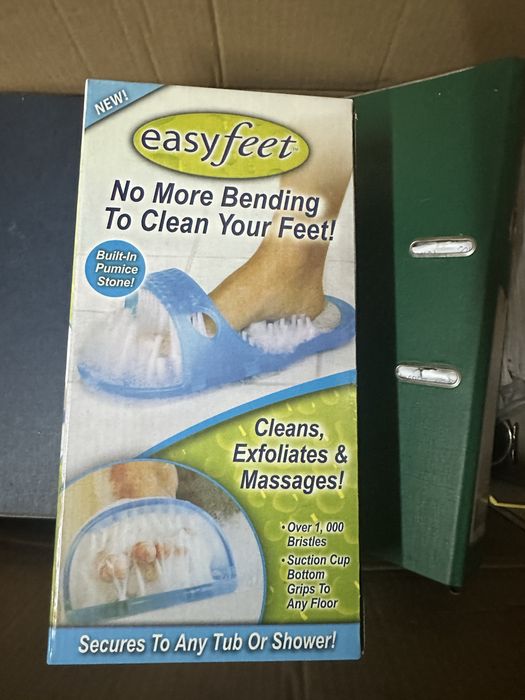 NEW!
easyfeet™
No More Bending
To Clean Your Feet!
Built-In
Pumice
Stone!
Cleans,
Exfoliates &
Massages!
• Over 1, 000
Bristles
• Suction Cup
Bottom
Grips To
Any Floor
Secures To Any Tub Or Shower!